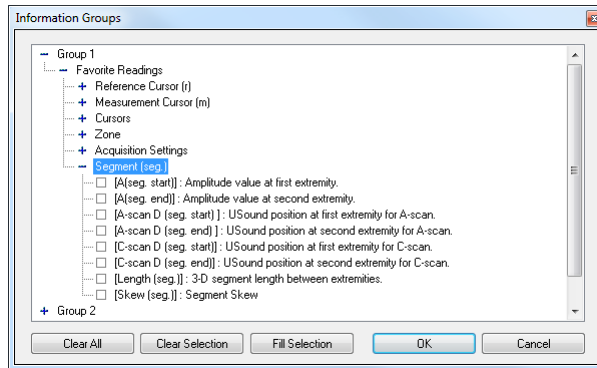 Information Groups
Group 1
Favorite Readings
Reference Cursor (r)
Measurement Cursor (m)
Cursors
Zone
Acquisition Settings
Segment (seg.)
[A(seg. start)] : Amplitude value at first extremity.
[A(seg. end)] : Amplitude value at second extremity.
[A-scan D (seg. start) ] : USound position at first extremity for A-scan.
[A-scan D (seg. end) ] : USound position at second extremity for A-scan.
[C-scan D (seg. start)] : USound position at first extremity for C-scan.
[C-scan D (seg. end)] : USound position at second extremity for C-scan.
[Length (seg.)] : 3-D segment length between extremities.
[Skew (seg.)] : Segment Skew
Group 2
Clear All Clear Selection Fill Selection OK Cancel